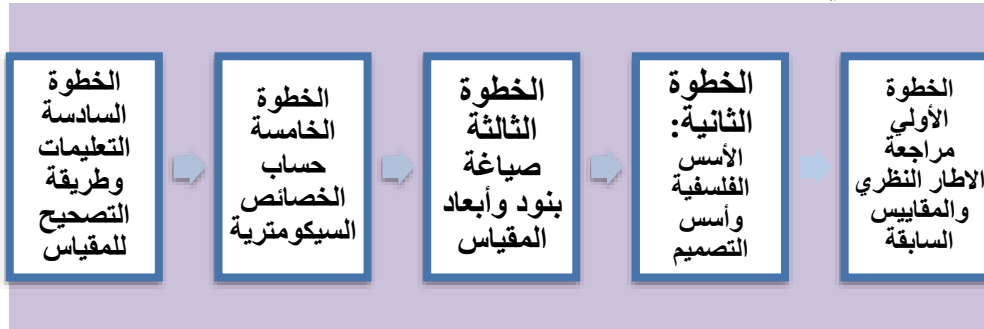 الخطوة
الأولي
مراجعة
الاطار النظري
والمقاييس
السابقة
الخطوة
الثانية:
الأسس
الفلسفية
وأسس
التصميم
الخطوة
الثالثة
صياغة
بنود وأبعاد
المقياس
الخطوة
الخامسة
حساب
الخصائص
السيكومترية
الخطوة
السادسة
التعليمات
وطريقة
التصحيح
للمقياس